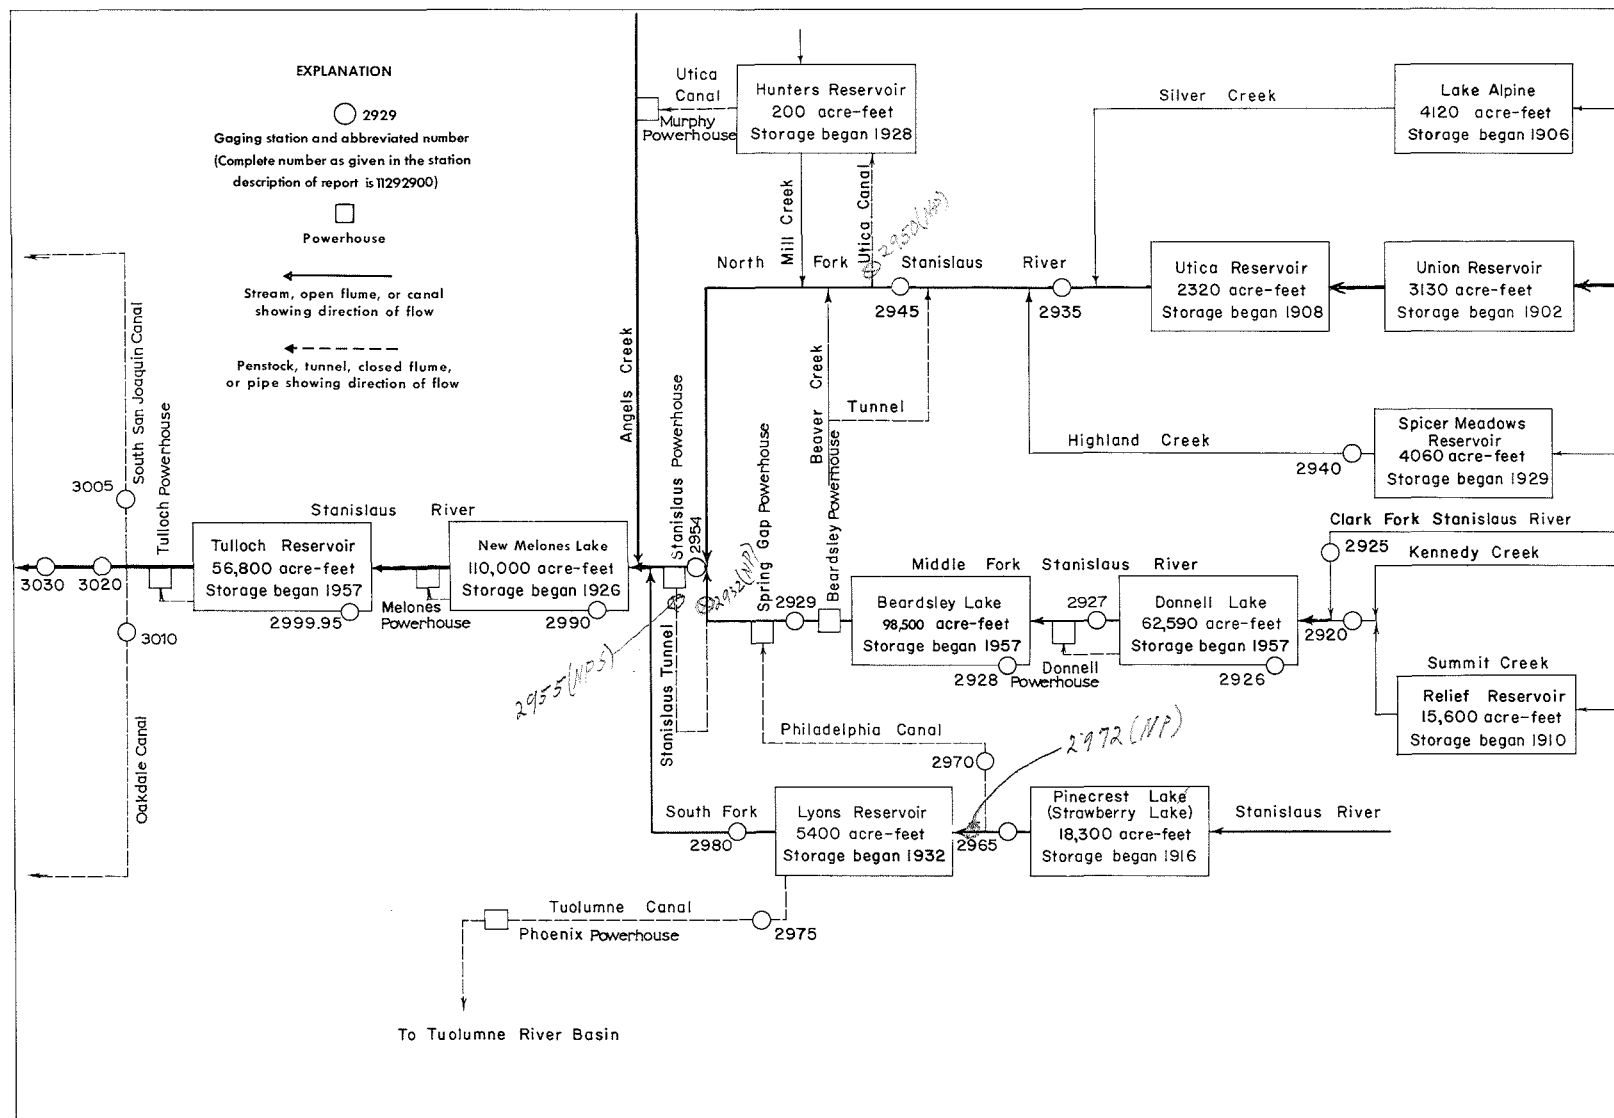 EXPLANATION
2929
Gaging station and abbreviated number
(Complete number as given in the station
description of report is 11292900)
Powerhouse
Stream, open flume, or canal
showing direction of flow
Penstock, tunnel, closed flume,
or pipe showing direction of flow
Utica
Canal
Murphy
Powerhouse
Hunters Reservoir
200 acre-feet
Storage began 1928
Silver Creek
Lake Alpine
4120 acre-feet
Storage began 1906
Mill Creek
Utica Canal
2950(NP)
North Fork Stanislaus River
2945
2935
Utica Reservoir
2320 acre-feet
Storage began 1908
Union Reservoir
3130 acre-feet
Storage began 1902
Angels Creek
Beaver Creek
Tunnel
Highland Creek
2940
Spicer Meadows
Reservoir
4060 acre-feet
Storage began 1929
South San Joaquin Canal
3005
Tulloch Powerhouse
Stanislaus River
Tulloch Reservoir
56,800 acre-feet
Storage began 1957
2999.95
New Melones Lake
110,000 acre-feet
Storage began 1926
2990
Melones
Powerhouse
3030
3020
3010
Oakdale Canal
Stanislaus Powerhouse
2954
2932(NP)
Spring Gap Powerhouse
2929
Beardsley Powerhouse
Middle Fork Stanislaus River
Beardsley Lake
98,500 acre-feet
Storage began 1957
2928
2927
Donnell
Powerhouse
Donnell Lake
62,590 acre-feet
Storage began 1957
2926
Clark Fork Stanislaus River
2925
Kennedy Creek
2920
Summit Creek
Relief Reservoir
15,600 acre-feet
Storage began 1910
2955(NPS)
Stanislaus Tunnel
Philadelphia Canal
2970
2972(NP)
South Fork
2980
Lyons Reservoir
5400 acre-feet
Storage began 1932
2965
Pinecrest Lake
(Strawberry Lake)
18,300 acre-feet
Storage began 1916
Stanislaus River
Tuolumne Canal
Phoenix Powerhouse
2975
To Tuolumne River Basin